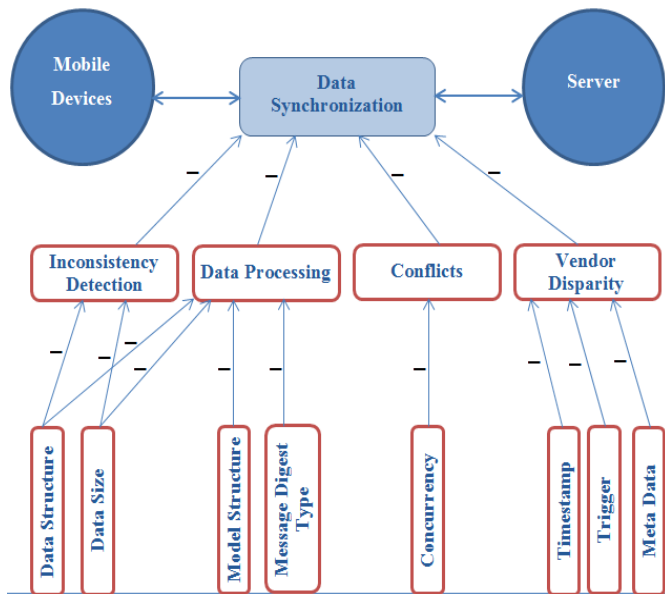 Mobile
Devices
Data
Synchronization
Server
Inconsistency
Detection
Data Processing
Conflicts
Vendor
Disparity
Data Structure
Data Size
Model Structure
Message Digest
Type
Concurrency
Timestamp
Trigger
Meta Data